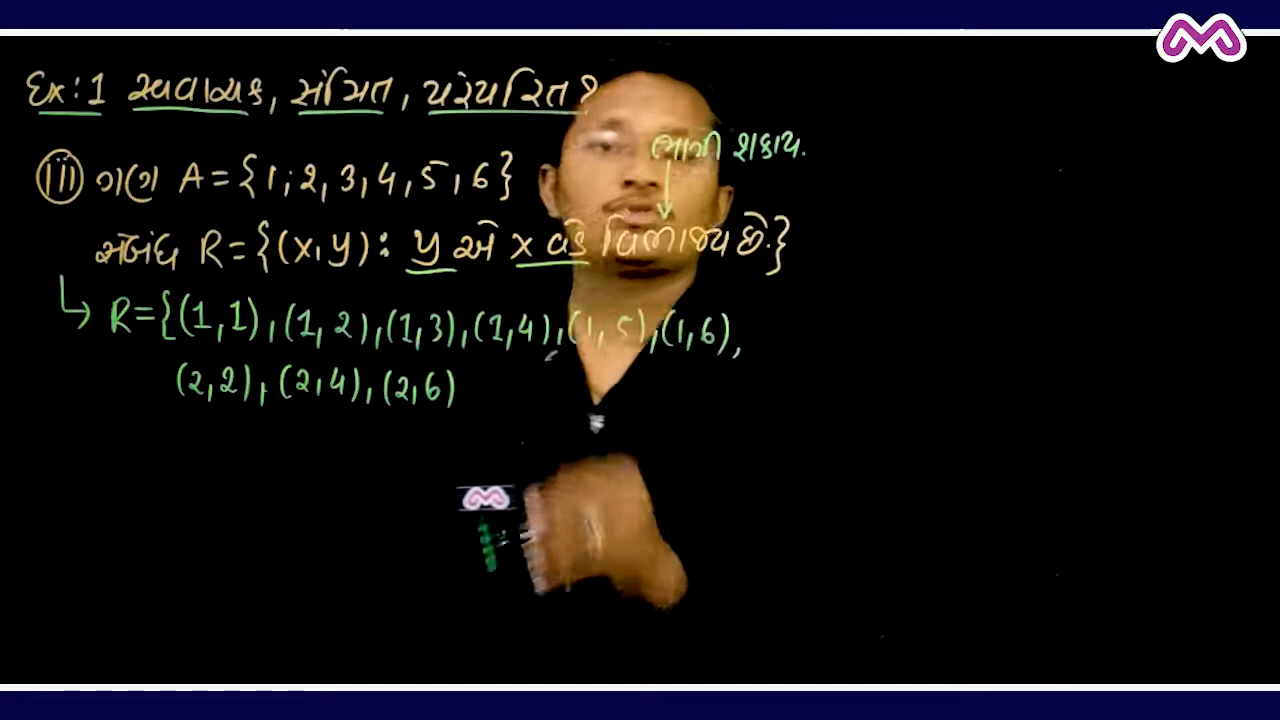 Ex:1 સ્વવાચક, સંમિત, પરંપરિત ?
(iii) ગણ A = {1, 2, 3, 4, 5, 6}
ભાગી શકાય.
સંબંધ R = {(x, y) : y એ x વડે વિભાજ્ય છે.}
↳ R = {(1,1), (1,2), (1,3), (1,4), (1,5), (1,6),
(2,2), (2,4), (2,6)